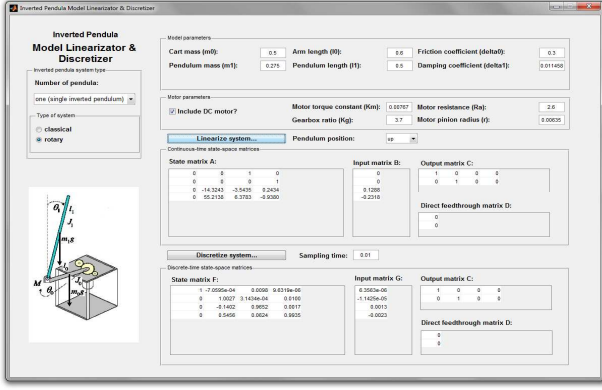 Inverted Pendula Model Linearizator & Discretizer
Inverted Pendula
Model Linearizator &
Discretizer
Inverted pendula system type
Number of pendula:
one (single inverted pendulum)
Type of system
classical
rotary
Model parameters
Cart mass (m0): 0.5 Arm length (l0): 0.6 Friction coefficient (delta0): 0.3
Pendulum mass (m1): 0.275 Pendulum length (l1): 0.5 Damping coefficient (delta1): 0.011458
Motor parameters
Include DC motor?
Motor torque constant (Km): 0.00767 Motor resistance (Ra): 2.6
Gearbox ratio (Kg): 3.7 Motor pinion radius (r): 0.00635
Linearize system... Pendulum position: up
Continuous-time state-space matrices
State matrix A: Input matrix B: Output matrix C:
0 0 1 0 0 1 0 0 0
0 0 0 1 0 0 1 0 0
0 -14.3243 -3.5435 0.2434 0.1288
0 55.2138 6.3783 -0.9380 -0.2318
Direct feedthrough matrix D:
0
0
Discretize system... Sampling time: 0.01
Discrete-time state-space matrices
State matrix F: Input matrix G: Output matrix C:
1 -7.0595e-04 0.0098 9.6319e-06 6.3563e-06 1 0 0 0
0 1.0027 3.1434e-04 0.0100 -1.1425e-05 0 1 0 0
0 -0.1402 0.9652 0.0017 0.0013
0 0.5456 0.0624 0.9935 -0.0023
Direct feedthrough matrix D:
0
0
θ1 l1
J1
m1g
l0
J0
M
θ0
m0g